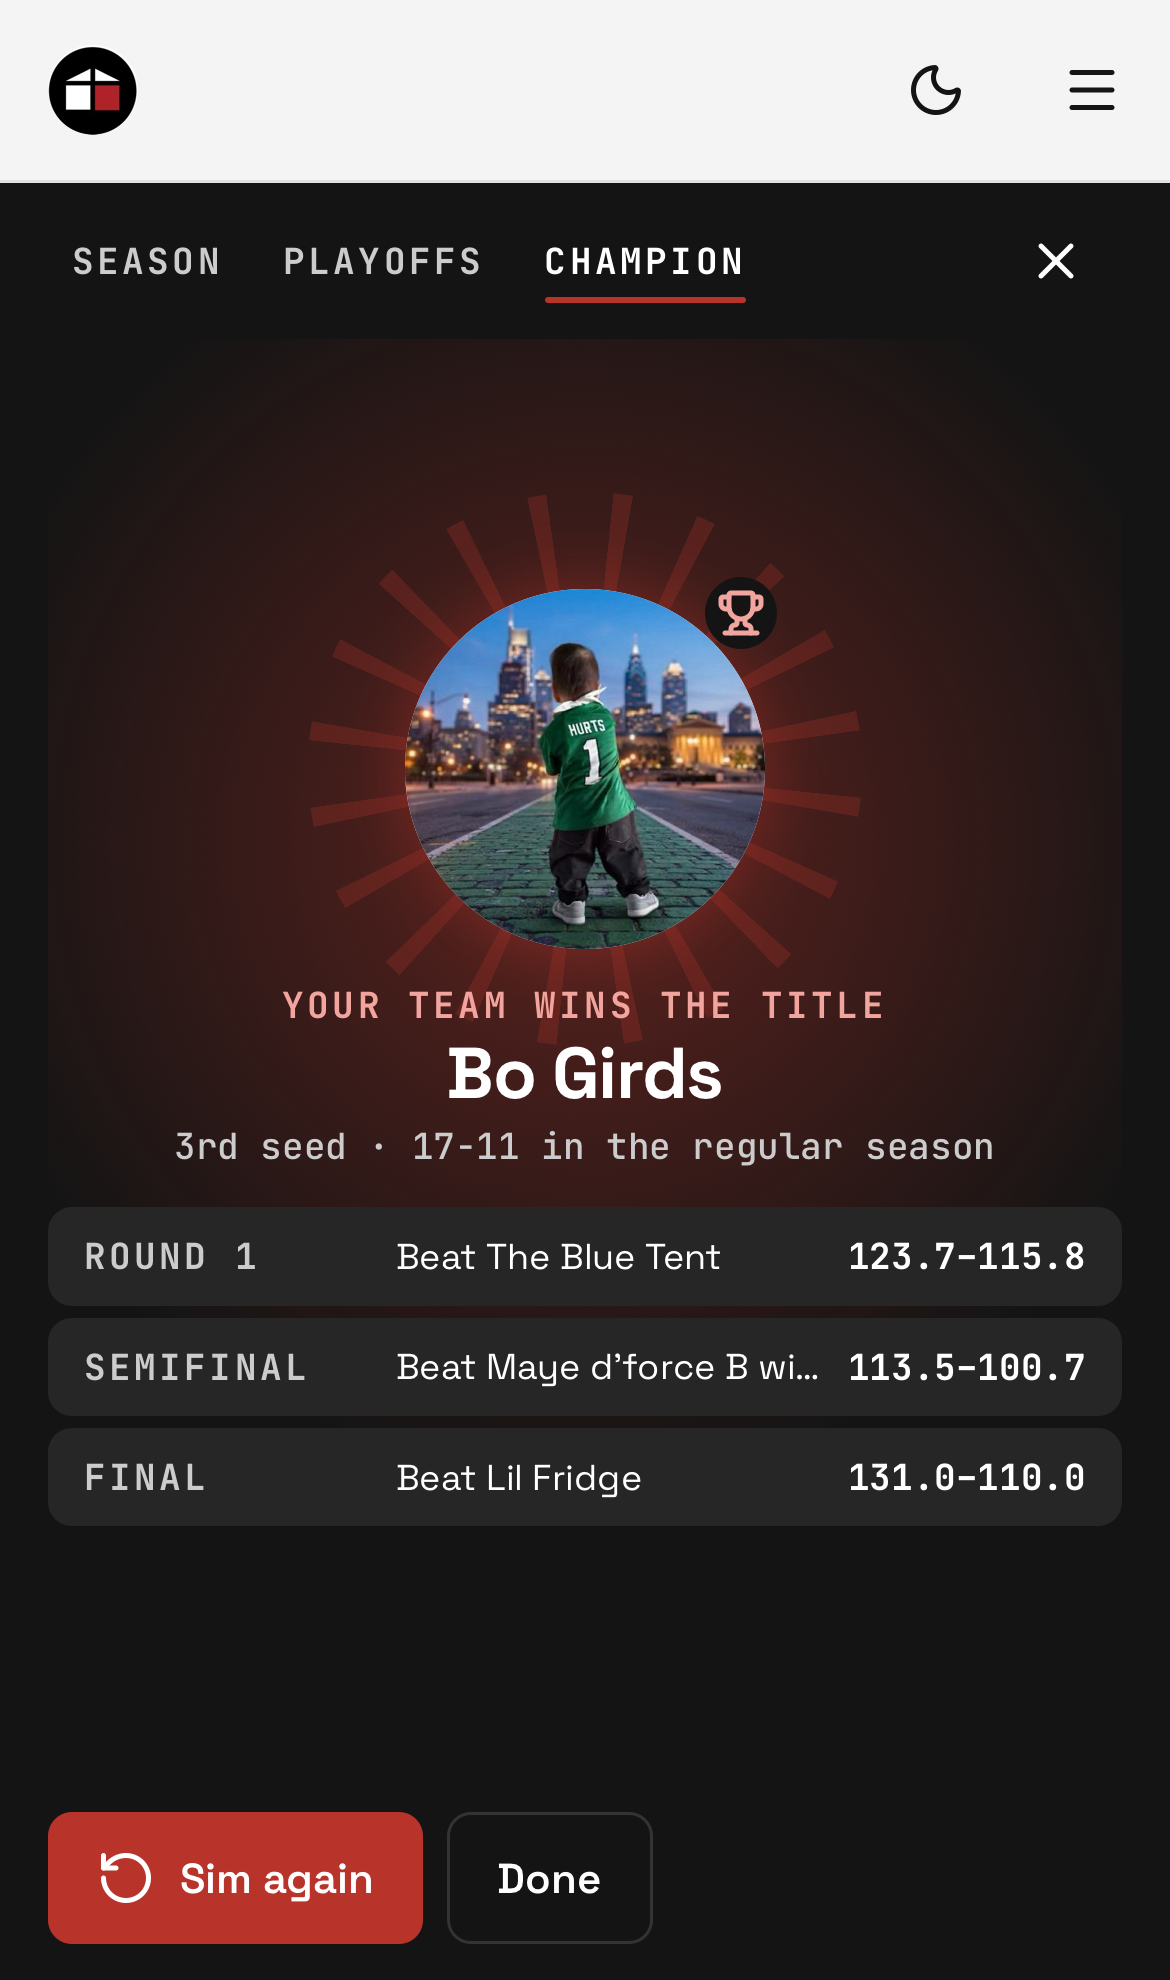 SEASON PLAYOFFS CHAMPION
HURTS
1
YOUR TEAM WINS THE TITLE
Bo Girds
3rd seed · 17-11 in the regular season
ROUND 1 Beat The Blue Tent 123.7–115.8
SEMIFINAL Beat Maye d’force B wi... 113.5–100.7
FINAL Beat Lil Fridge 131.0–110.0
Sim again Done